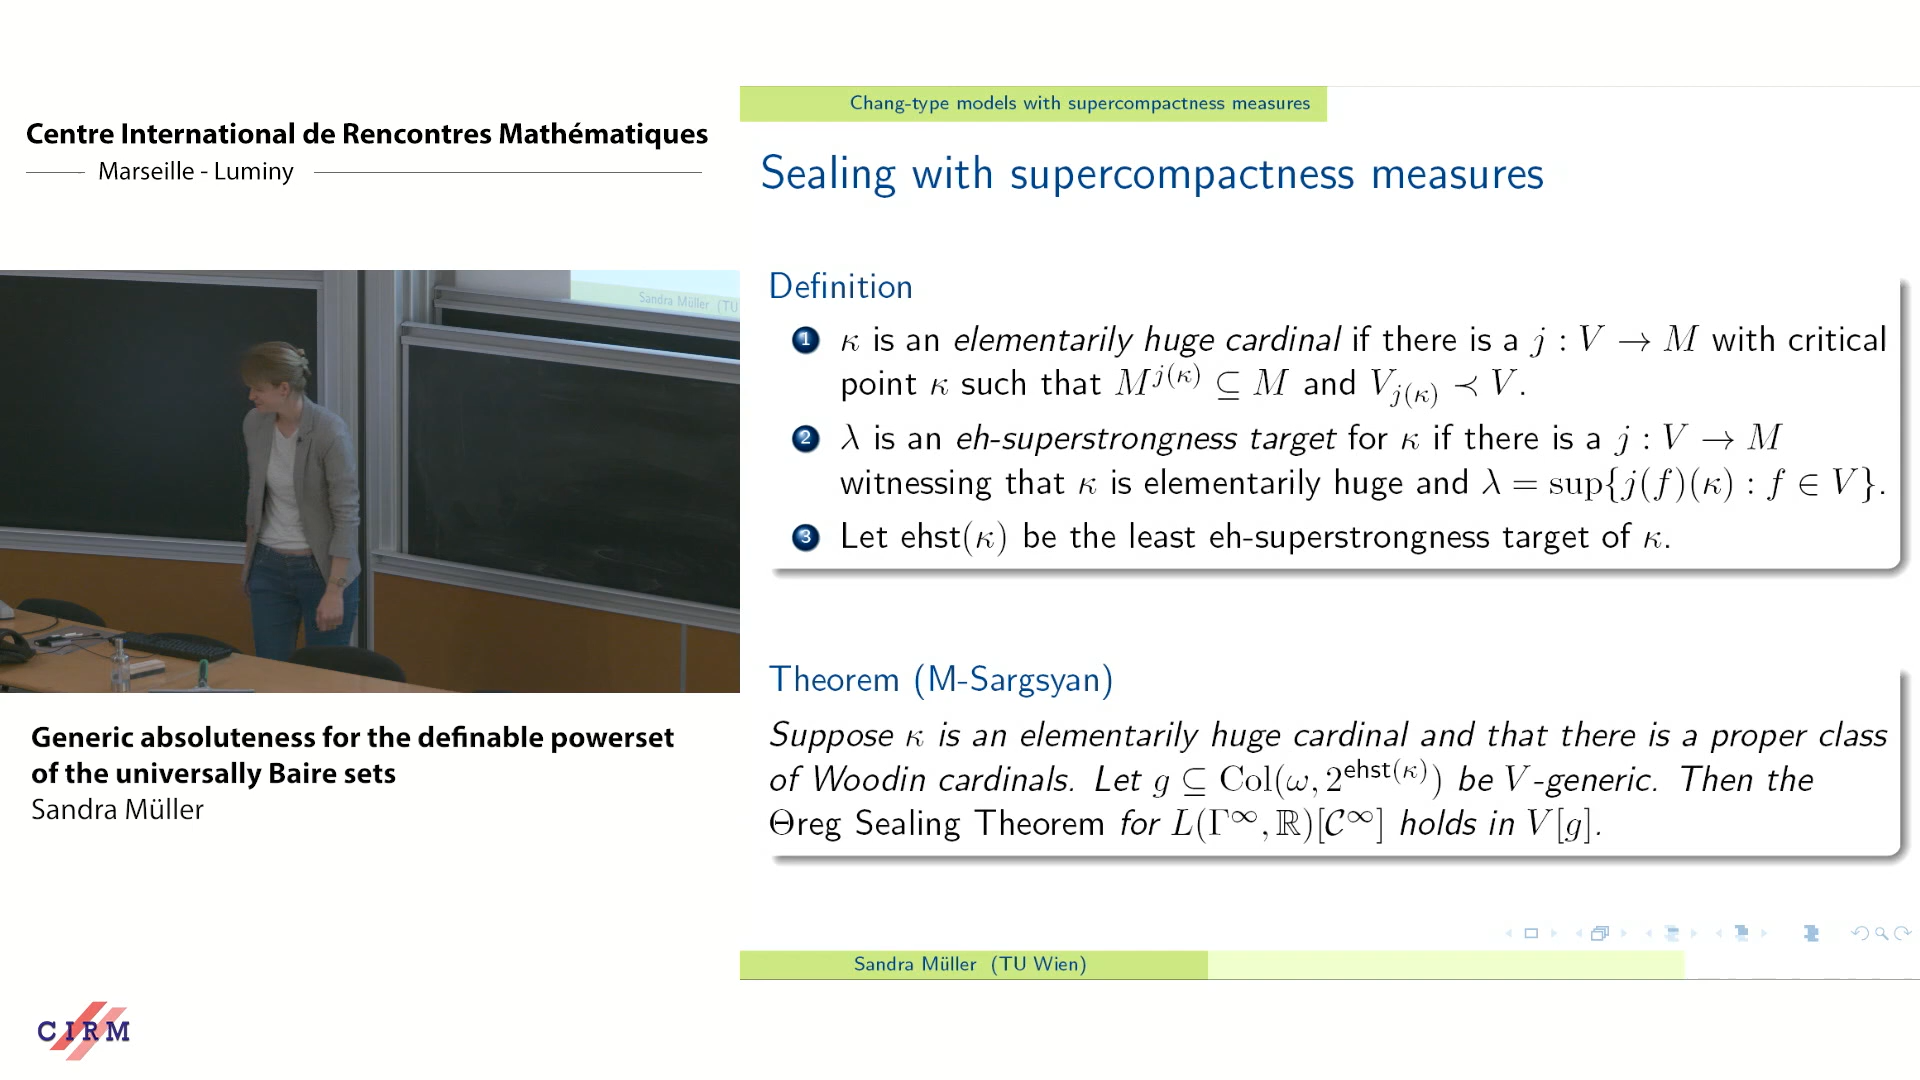 Centre International de Rencontres Mathématiques
Marseille - Luminy
Sandra Müller (TU
Generic absoluteness for the definable powerset
of the universally Baire sets
Sandra Müller
CIRM
Chang-type models with supercompactness measures
Sealing with supercompactness measures
Definition
1 κ is an elementarily huge cardinal if there is a j : V → M with critical
point κ such that M^{j(κ)} ⊆ M and V_{j(κ)} ≺ V.
2 λ is an eh-superstrongness target for κ if there is a j : V → M
witnessing that κ is elementarily huge and λ = sup{j(f)(κ) : f ∈ V}.
3 Let ehst(κ) be the least eh-superstrongness target of κ.
Theorem (M-Sargsyan)
Suppose κ is an elementarily huge cardinal and that there is a proper class
of Woodin cardinals. Let g ⊆ Col(ω, 2^{ehst(κ)}) be V-generic. Then the
Θreg Sealing Theorem for L(Γ^∞, ℝ)[𝒞^∞] holds in V[g].
Sandra Müller (TU Wien)